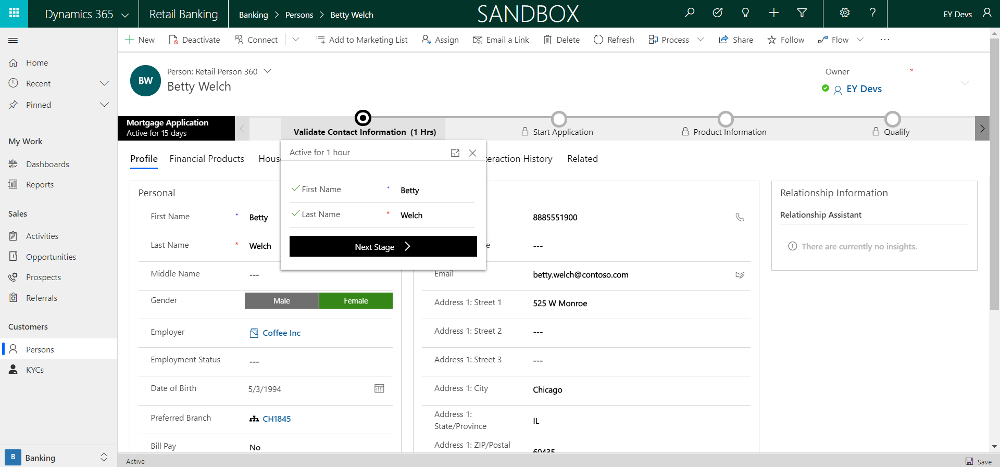 Dynamics 365
Retail Banking
Banking > Persons > Betty Welch
SANDBOX
?
EY Devs
New
Deactivate
Connect
Add to Marketing List
Assign
Email a Link
Delete
Refresh
Process
Share
Follow
Flow
...
Home
Recent
Pinned
My Work
Dashboards
Reports
Sales
Activities
Opportunities
Prospects
Referrals
Customers
Persons
KYCs
B
Banking
BW
Person: Retail Person 360
Betty Welch
Owner *
EY Devs
Mortgage Application
Active for 15 days
Validate Contact Information (1 Hrs)
Start Application
Product Information
Qualify
Profile
Financial Products
Interaction History
Related
Active for 1 hour
First Name + Betty
Last Name * Welch
Next Stage
Personal
First Name + Betty
Last Name * Welch
Middle Name ---
Gender Male Female
Employer Coffee Inc
Employment Status ---
Date of Birth 5/3/1994
Preferred Branch CH1845
Bill Pay No
8885551900
---
Email betty.welch@contoso.com
Address 1: Street 1 525 W Monroe
Address 1: Street 2 ---
Address 1: Street 3 ---
Address 1: City Chicago
Address 1:
State/Province IL
Address 1: ZIP/Postal 60435
Relationship Information
Relationship Assistant
There are currently no insights.
Active
Save